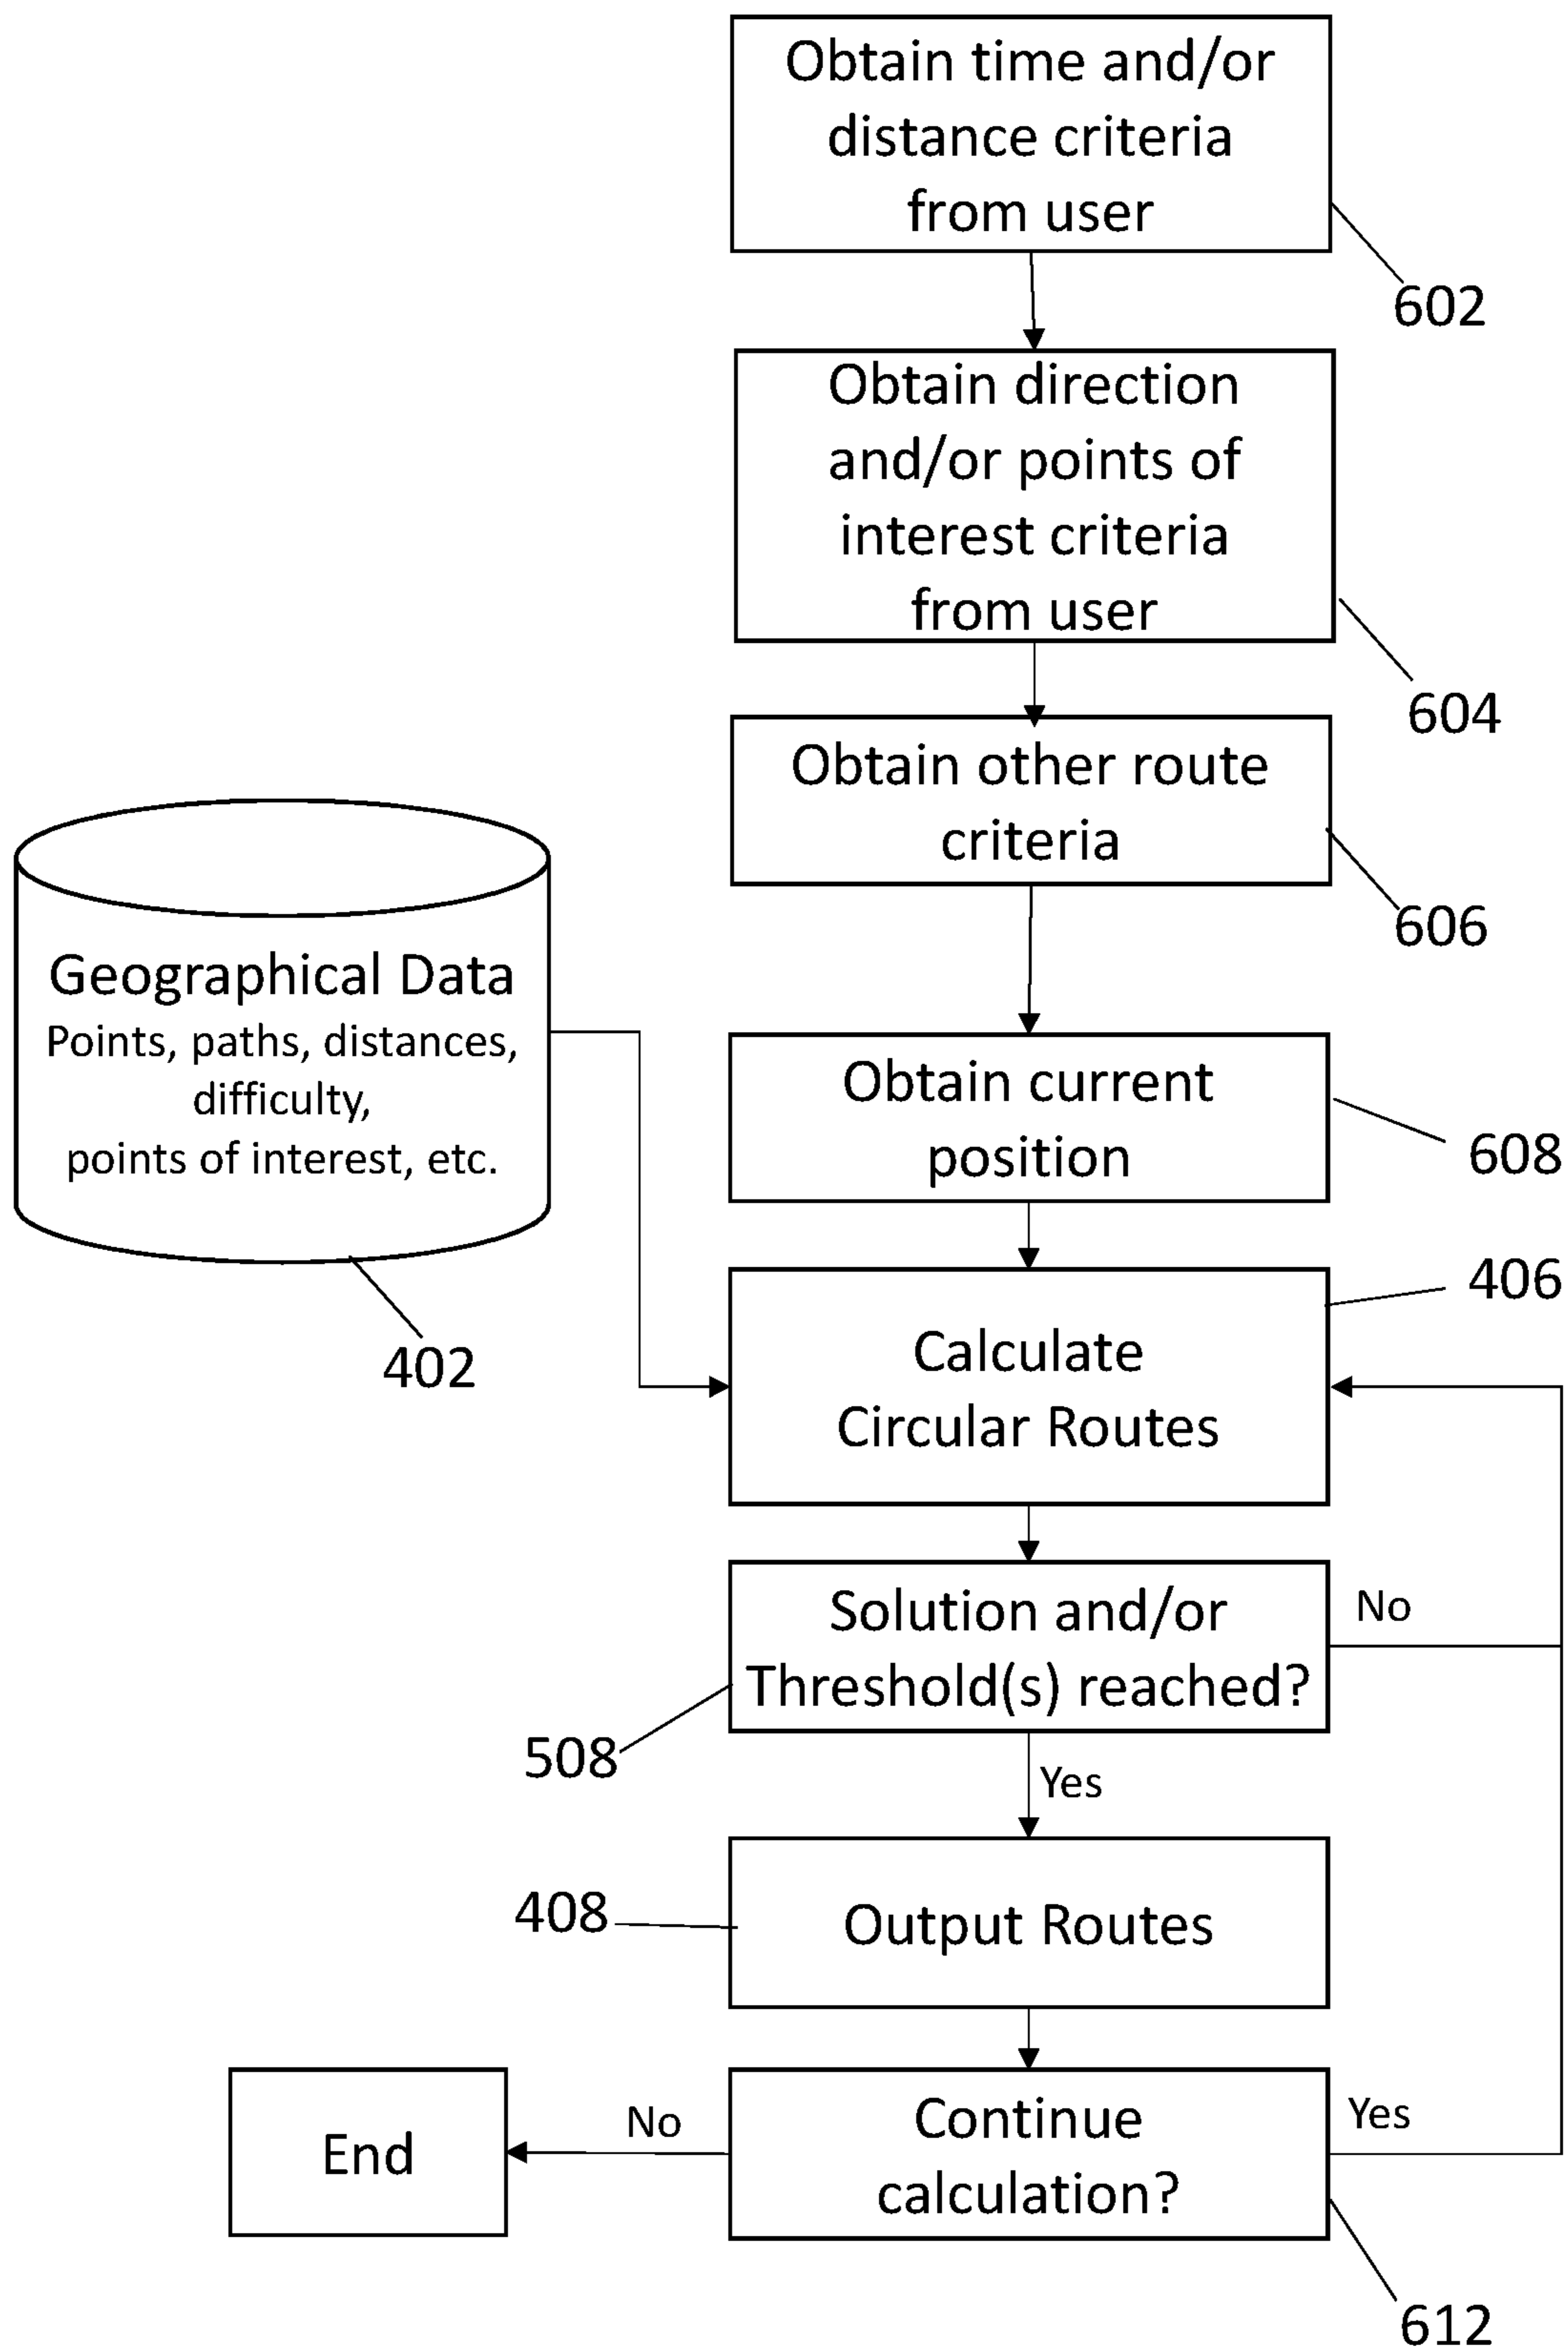 Obtain time and/or
distance criteria
from user
602
Obtain direction
and/or points of
interest criteria
from user
604
Obtain other route
criteria
606
Geographical Data
Points, paths, distances,
difficulty,
points of interest, etc.
402
Obtain current
position
608
Calculate
Circular Routes
406
Solution and/or
Threshold(s) reached?
No
508
Yes
Output Routes
408
Continue
calculation?
Yes
No
End
612